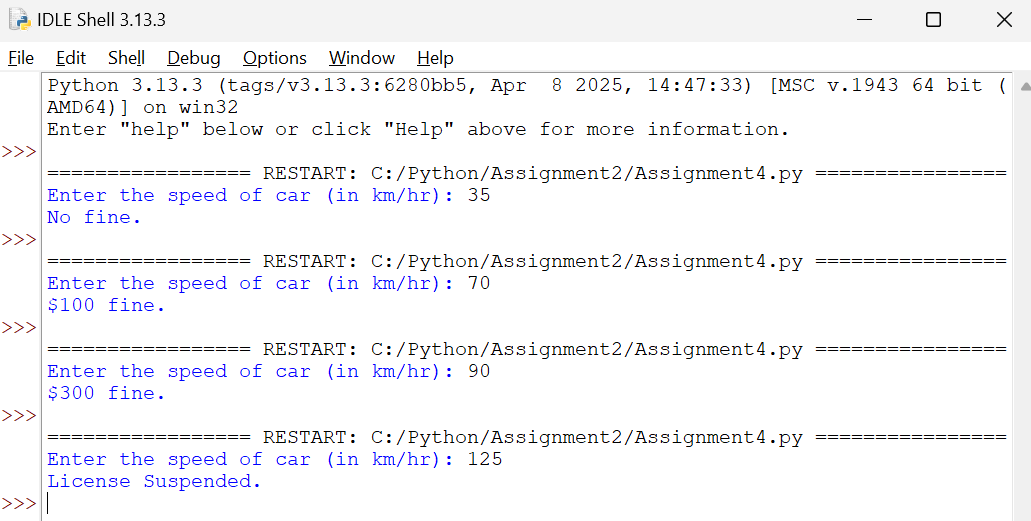 IDLE Shell 3.13.3
File Edit Shell Debug Options Window Help
Python 3.13.3 (tags/v3.13.3:6280bb5, Apr  8 2025, 14:47:33) [MSC v.1943 64 bit (
AMD64)] on win32
Enter "help" below or click "Help" above for more information.
>>>
================= RESTART: C:/Python/Assignment2/Assignment4.py ================
Enter the speed of car (in km/hr): 35
No fine.
>>>
================= RESTART: C:/Python/Assignment2/Assignment4.py ================
Enter the speed of car (in km/hr): 70
$100 fine.
>>>
================= RESTART: C:/Python/Assignment2/Assignment4.py ================
Enter the speed of car (in km/hr): 90
$300 fine.
>>>
================= RESTART: C:/Python/Assignment2/Assignment4.py ================
Enter the speed of car (in km/hr): 125
License Suspended.
>>>